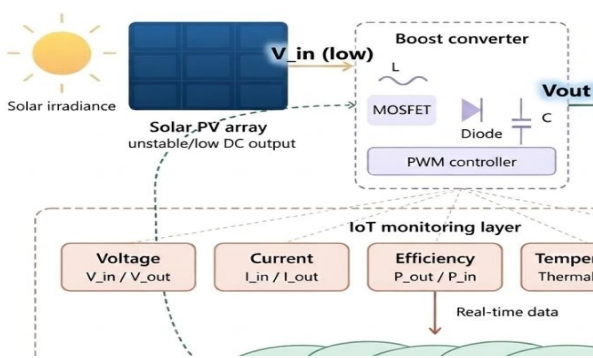 V_in (low)
Boost converter
L
Solar irradiance
MOSFET
Vout
C
Diode
Solar PV array
unstable/low DC output
PWM controller
IoT monitoring layer
Voltage
V_in / V_out
Current
I_in / I_out
Efficiency
P_out / P_in
Temper
Thermal
Real-time data